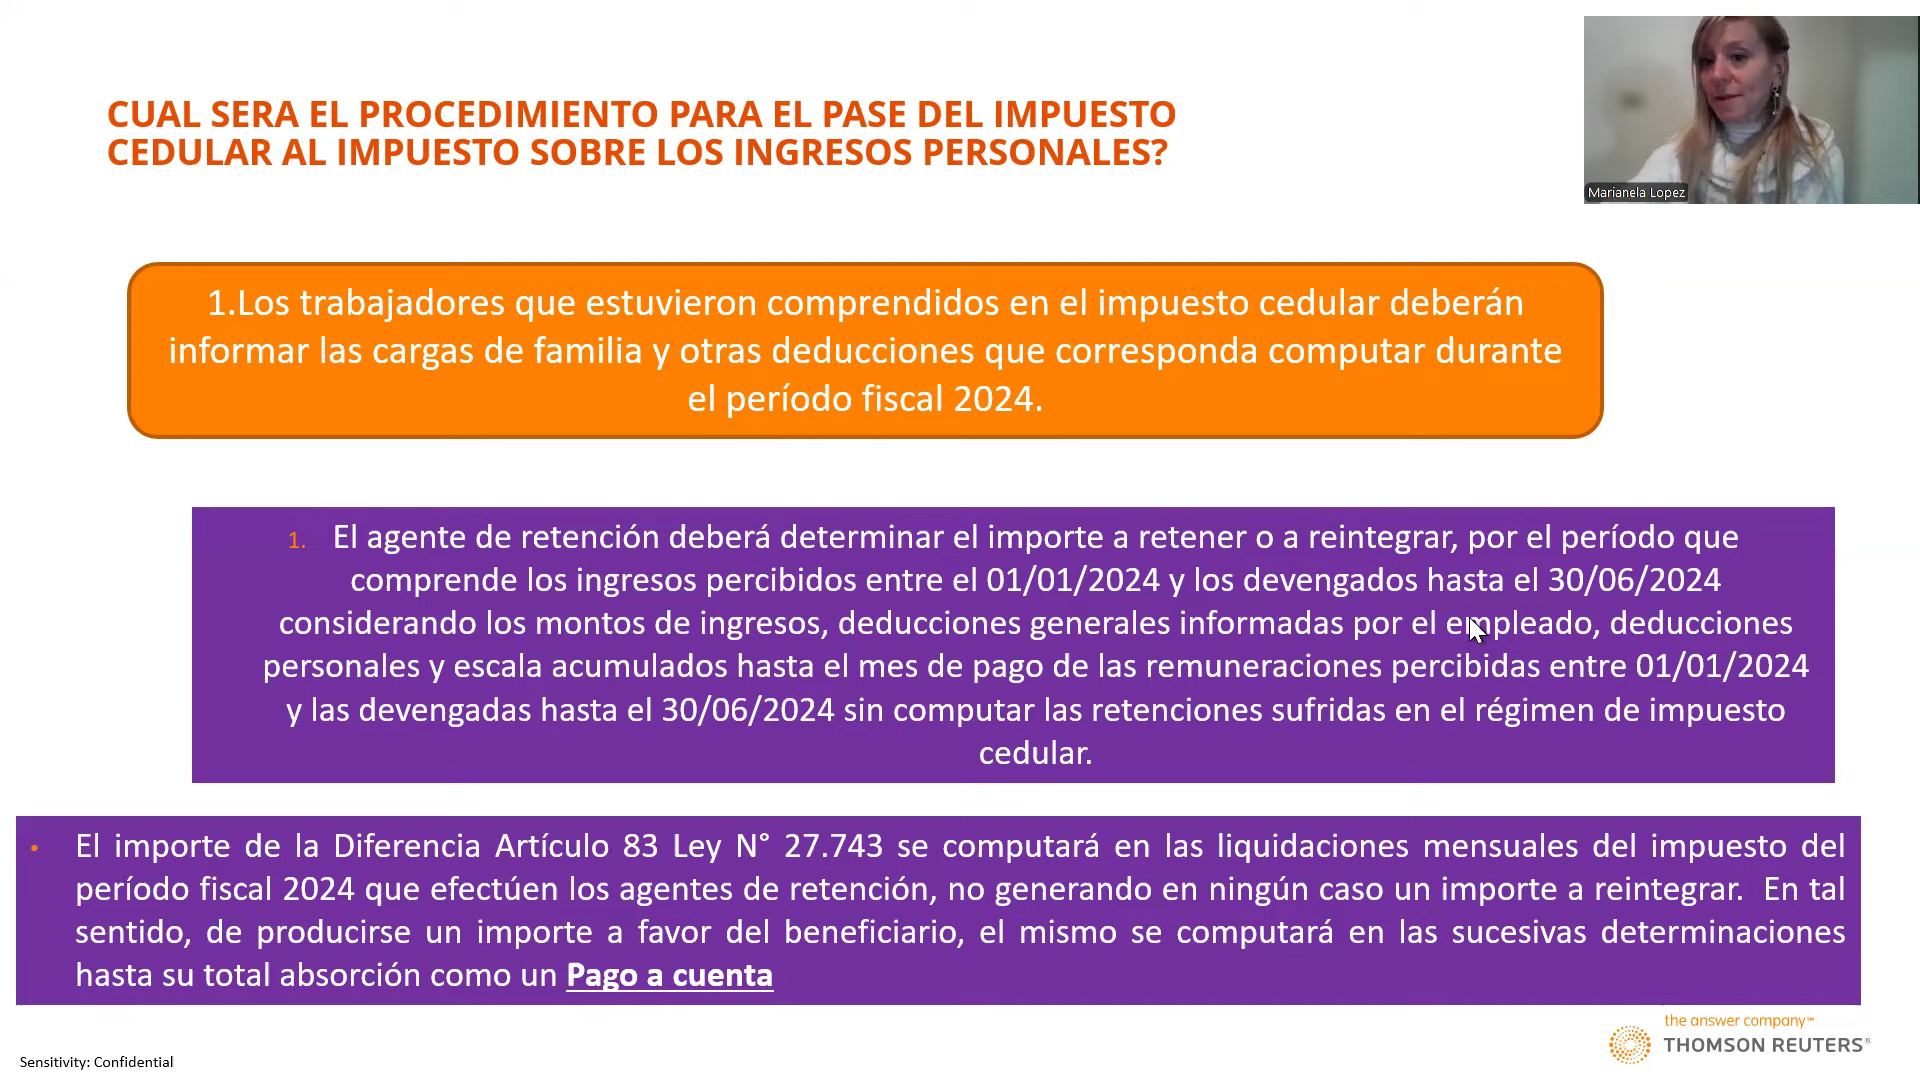 CUAL SERA EL PROCEDIMIENTO PARA EL PASE DEL IMPUESTO
CEDULAR AL IMPUESTO SOBRE LOS INGRESOS PERSONALES?
Marianela Lopez
1.Los trabajadores que estuvieron comprendidos en el impuesto cedular deberán
informar las cargas de familia y otras deducciones que corresponda computar durante
el período fiscal 2024.
1. El agente de retención deberá determinar el importe a retener o a reintegrar, por el período que
comprende los ingresos percibidos entre el 01/01/2024 y los devengados hasta el 30/06/2024
considerando los montos de ingresos, deducciones generales informadas por el empleado, deducciones
personales y escala acumulados hasta el mes de pago de las remuneraciones percibidas entre 01/01/2024
y las devengadas hasta el 30/06/2024 sin computar las retenciones sufridas en el régimen de impuesto
cedular.
• El importe de la Diferencia Artículo 83 Ley N° 27.743 se computará en las liquidaciones mensuales del impuesto del
período fiscal 2024 que efectúen los agentes de retención, no generando en ningún caso un importe a reintegrar. En tal
sentido, de producirse un importe a favor del beneficiario, el mismo se computará en las sucesivas determinaciones
hasta su total absorción como un Pago a cuenta
the answer company™
THOMSON REUTERS®
Sensitivity: Confidential